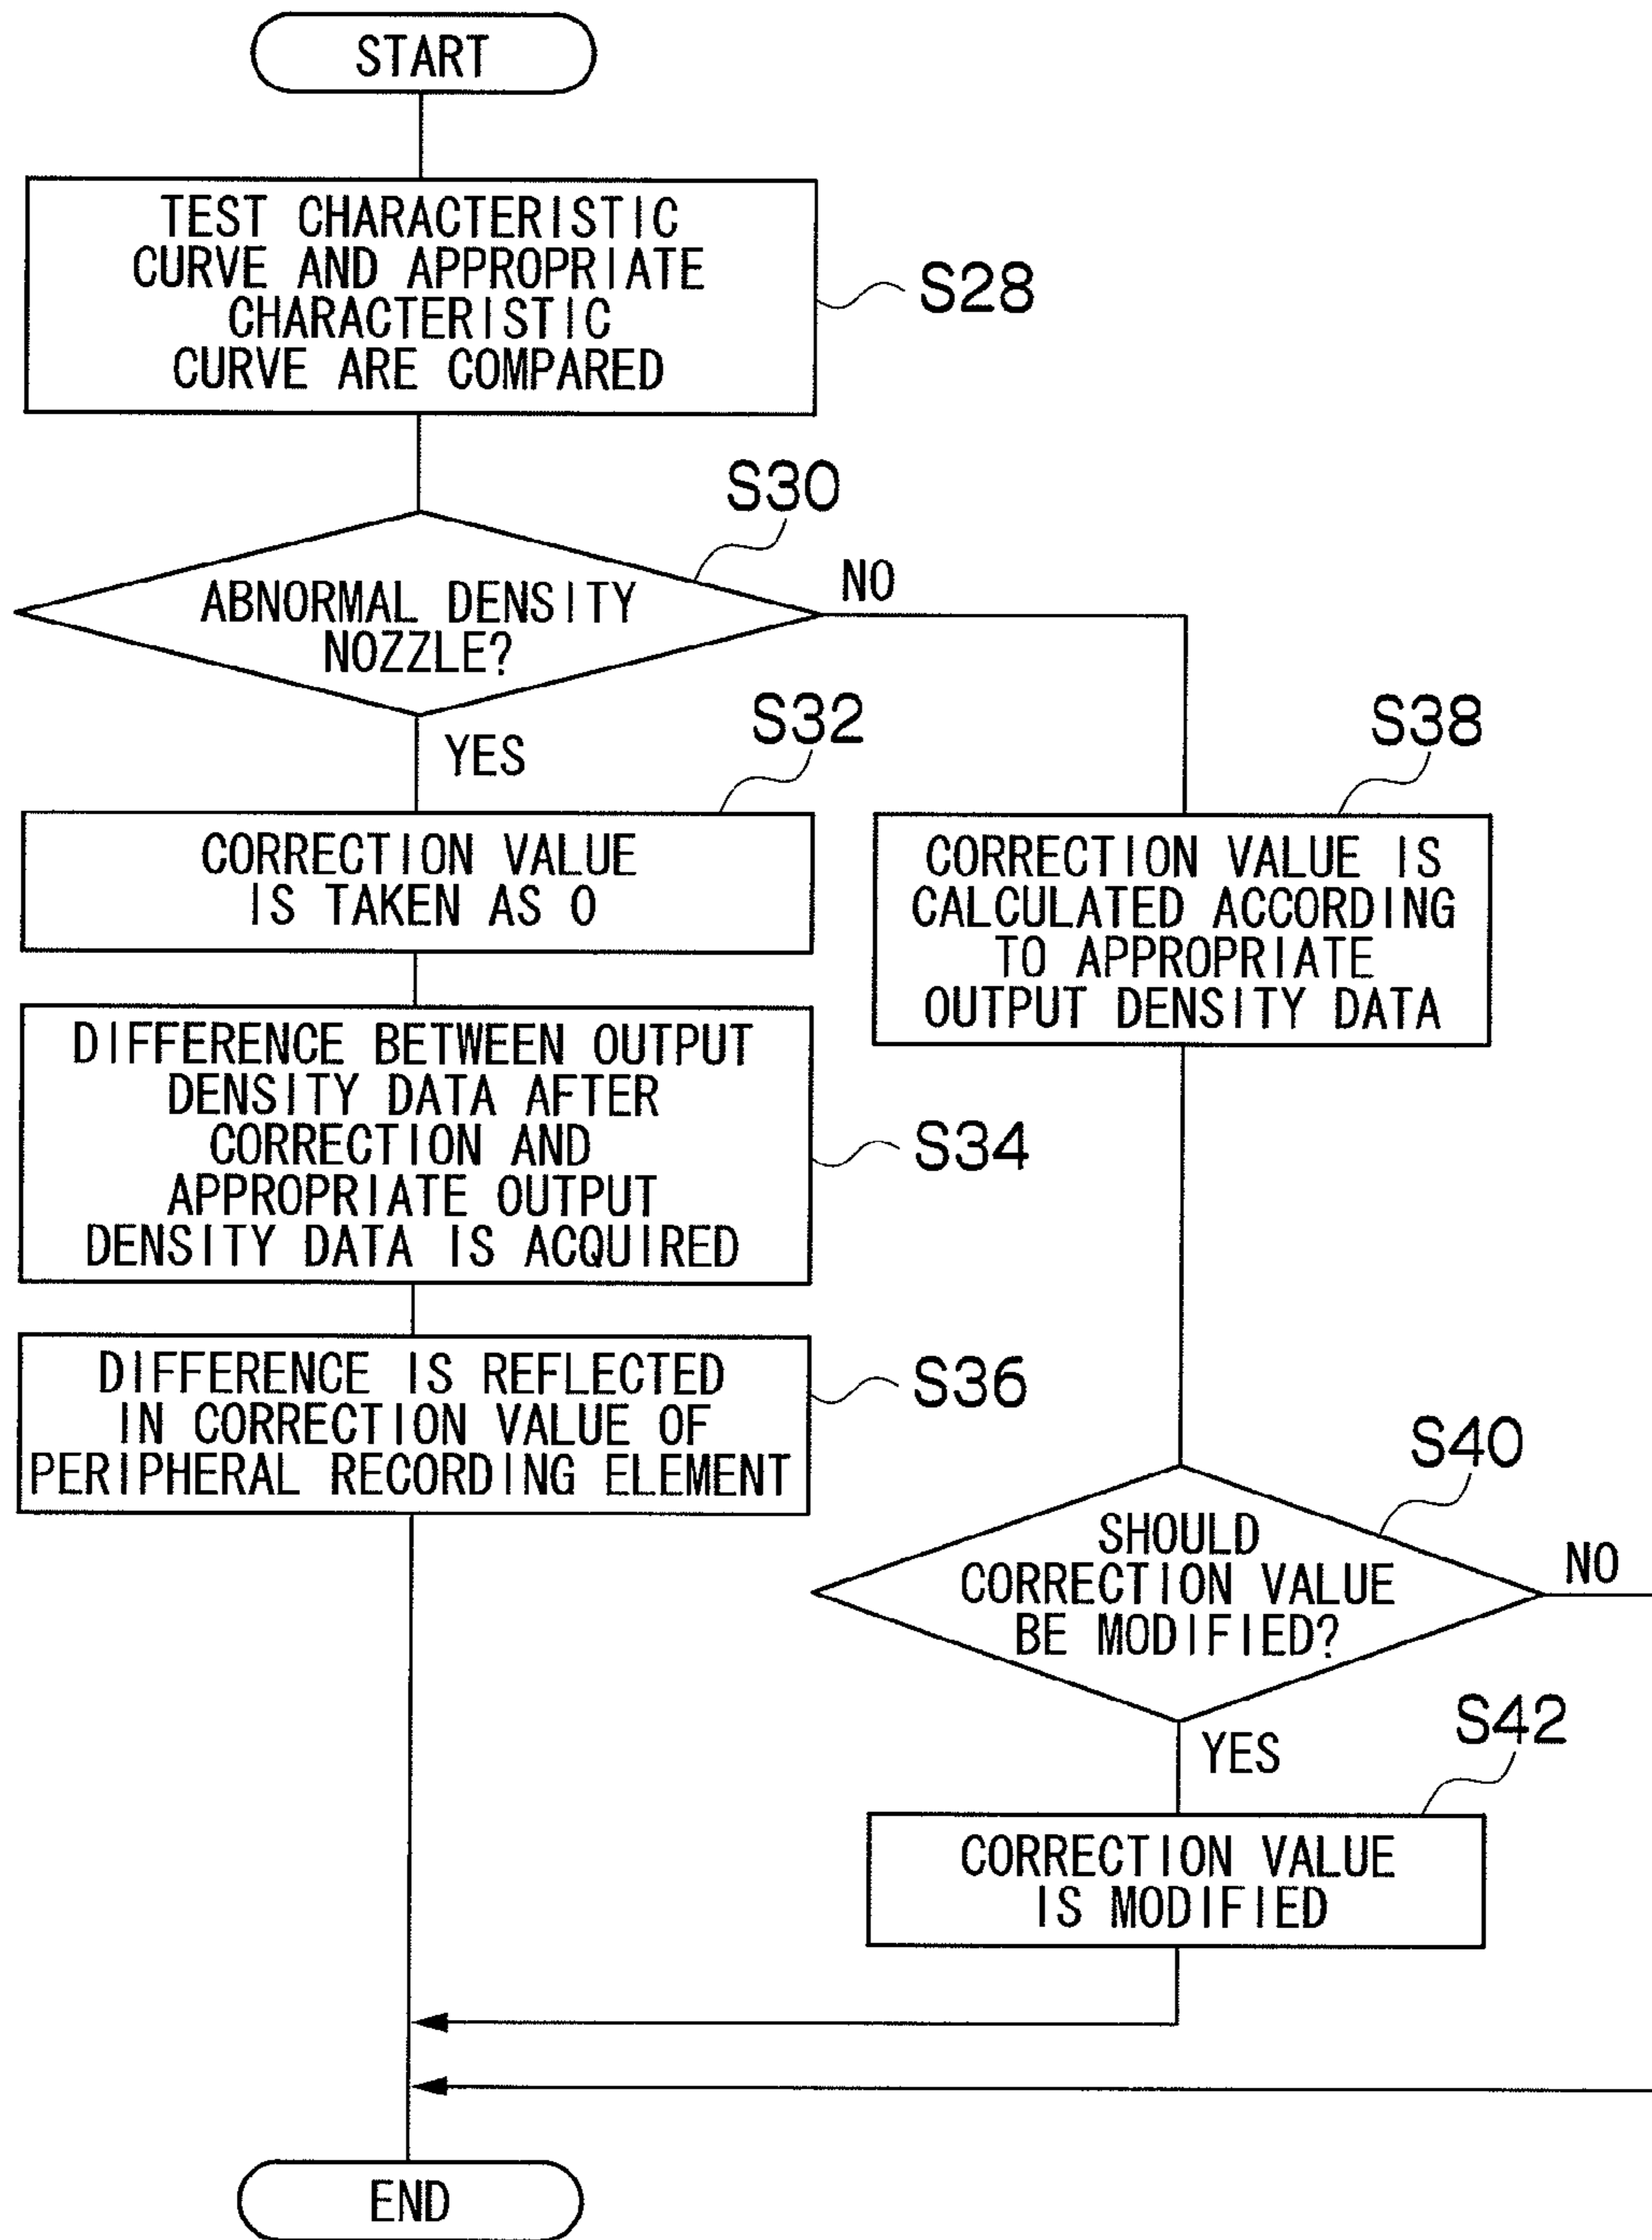 START
TEST CHARACTERISTIC
CURVE AND APPROPRIATE
CHARACTERISTIC
CURVE ARE COMPARED
S28
S30
ABNORMAL DENSITY
NOZZLE?
NO
YES
S32
CORRECTION VALUE
IS TAKEN AS 0
S38
CORRECTION VALUE IS
CALCULATED ACCORDING
TO APPROPRIATE
OUTPUT DENSITY DATA
DIFFERENCE BETWEEN OUTPUT
DENSITY DATA AFTER
CORRECTION AND
APPROPRIATE OUTPUT
DENSITY DATA IS ACQUIRED
S34
DIFFERENCE IS REFLECTED
IN CORRECTION VALUE OF
PERIPHERAL RECORDING ELEMENT
S36
S40
SHOULD
CORRECTION VALUE
BE MODIFIED?
NO
YES
S42
CORRECTION VALUE
IS MODIFIED
END